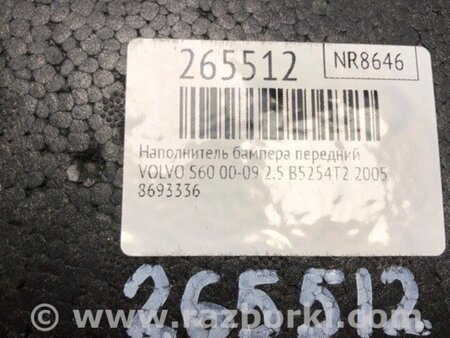 265512
NR8646
Наполнитель бампера передний
VOLVO S60 00-09 2.5 B5254T2 2005
8693336
265512
© www.razborki.com